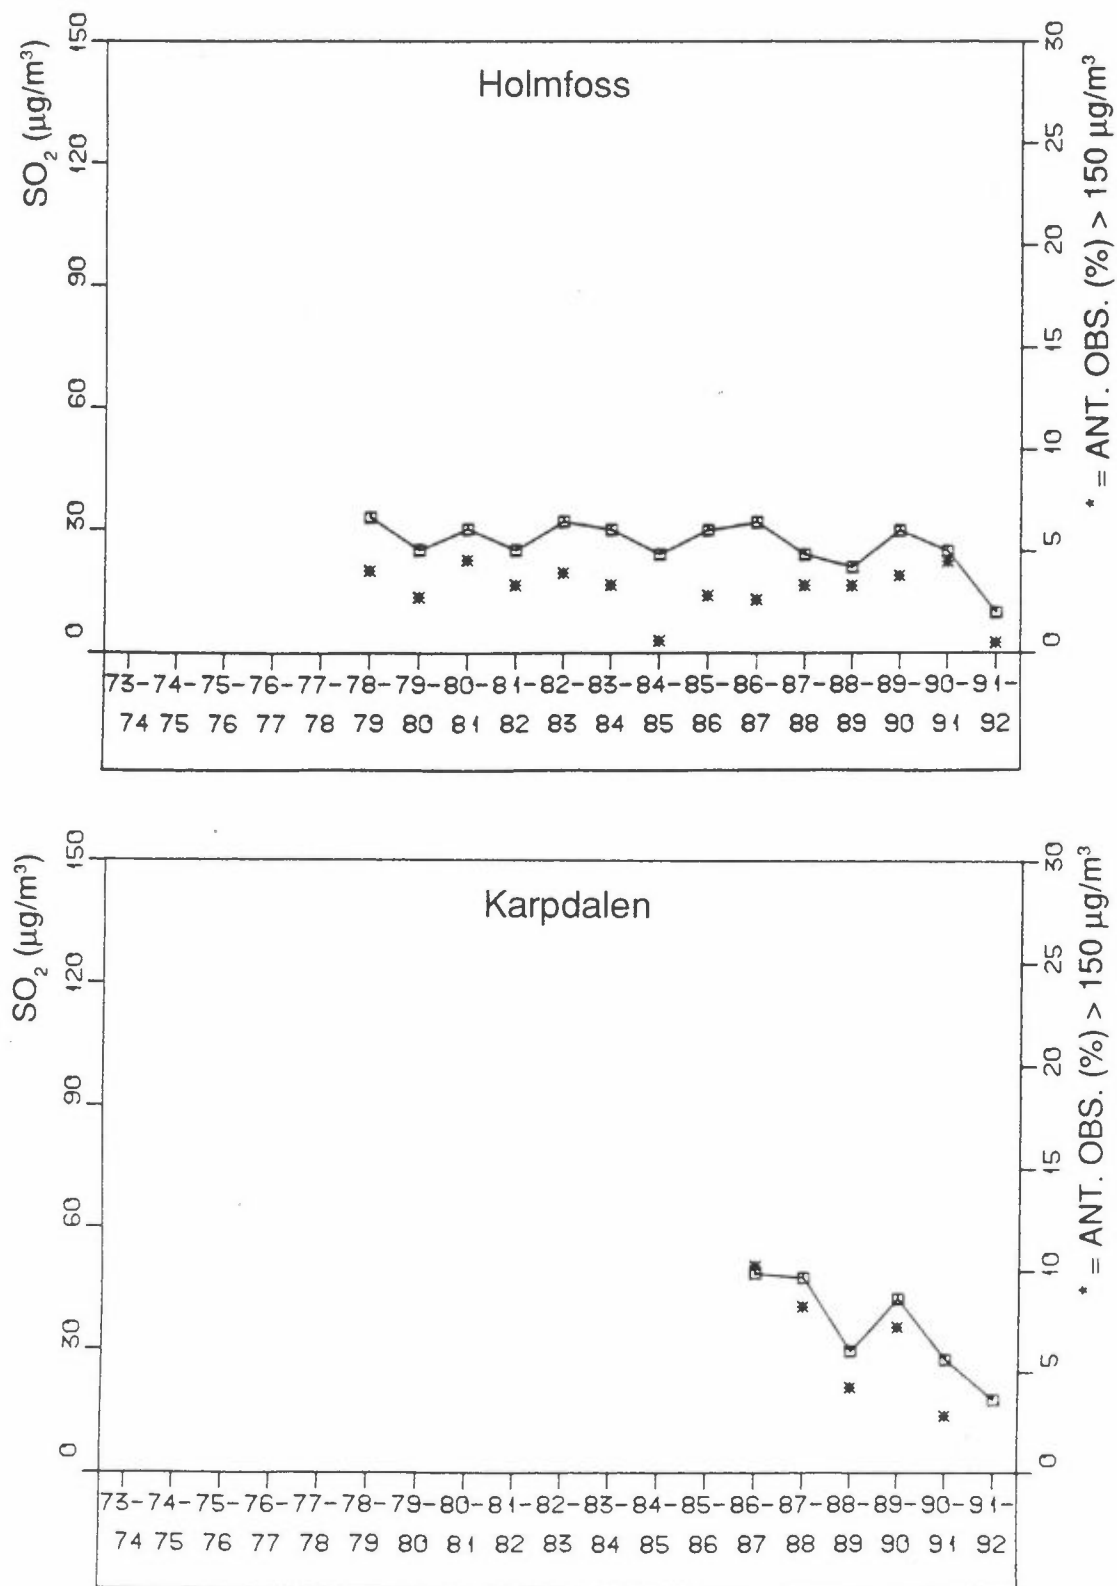 Holmfoss
SO₂ (µg/m³)
150
120
90
60
30
0
30
25
20
15
10
5
0
* = ANT. OBS. (%) > 150 µg/m³
73- 74- 75- 76- 77- 78- 79- 80- 81- 82- 83- 84- 85- 86- 87- 88- 89- 90- 91-
74 75 76 77 78 79 80 81 82 83 84 85 86 87 88 89 90 91 92
Karpdalen
SO₂ (µg/m³)
150
120
90
60
30
0
30
25
20
15
10
5
0
* = ANT. OBS. (%) > 150 µg/m³
73- 74- 75- 76- 77- 78- 79- 80- 81- 82- 83- 84- 85- 86- 87- 88- 89- 90- 91-
74 75 76 77 78 79 80 81 82 83 84 85 86 87 88 89 90 91 92